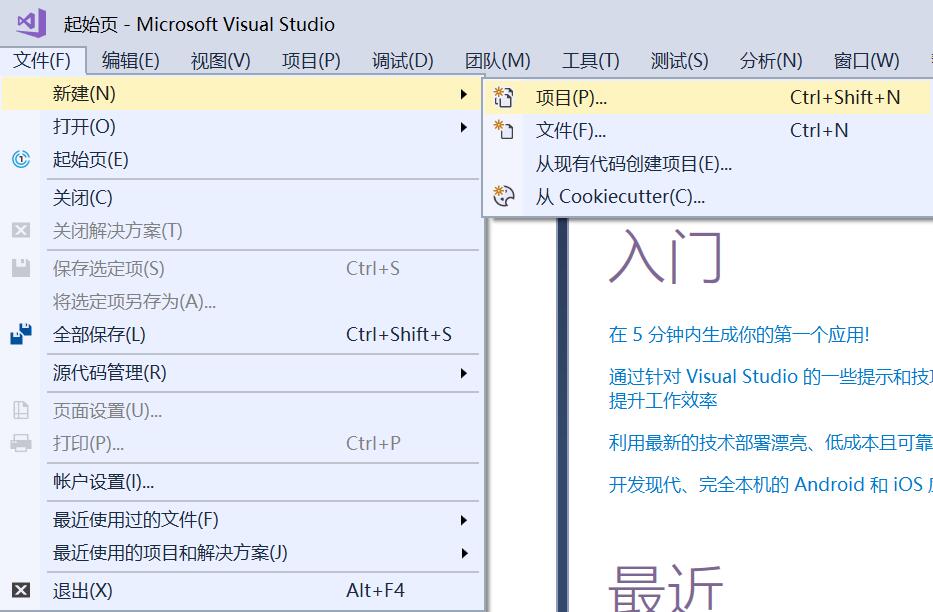 起始页 - Microsoft Visual Studio
文件(F) 编辑(E) 视图(V) 项目(P) 调试(D) 团队(M) 工具(T) 测试(S) 分析(N) 窗口(W)
新建(N)
打开(O)
起始页(E)
关闭(C)
关闭解决方案(T)
保存选定项(S) Ctrl+S
将选定项另存为(A)...
全部保存(L) Ctrl+Shift+S
源代码管理(R)
页面设置(U)...
打印(P)... Ctrl+P
帐户设置(I)...
最近使用过的文件(F)
最近使用的项目和解决方案(J)
退出(X) Alt+F4
项目(P)... Ctrl+Shift+N
文件(F)... Ctrl+N
从现有代码创建项目(E)...
从 Cookiecutter(C)...
入门
在 5 分钟内生成你的第一个应用!
通过针对 Visual Studio 的一些提示和技
提升工作效率
利用最新的技术部署漂亮、低成本且可靠
开发现代、完全本机的 Android 和 iOS
最近